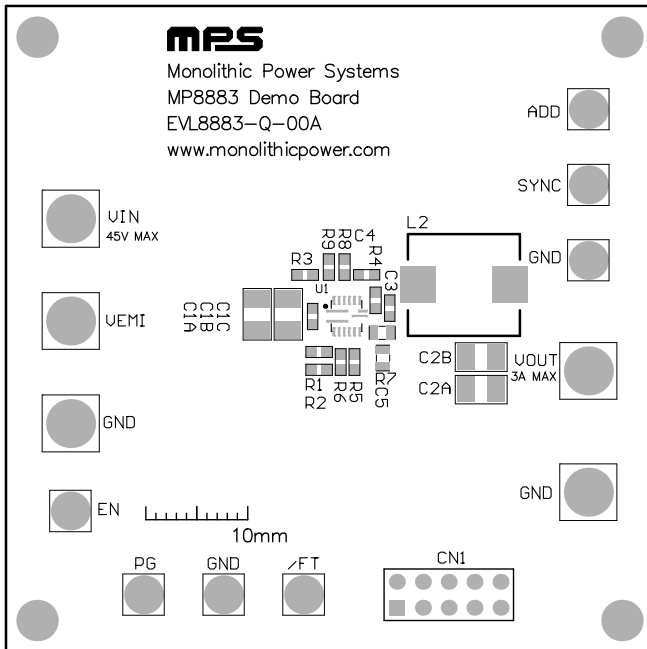 MPS
Monolithic Power Systems
MP8883 Demo Board
EVL8883-Q-00A
www.monolithicpower.com
ADD
SYNC
GND
VIN
45V MAX
VEMI
GND
EN
L2
R9
R8
C4
R3
R4
U1
C3
C1A
C1B
C1C
R1
R2
R6
R5
R7
C5
C2B
C2A
VOUT
3A MAX
GND
10mm
PG
GND
/FT
CN1